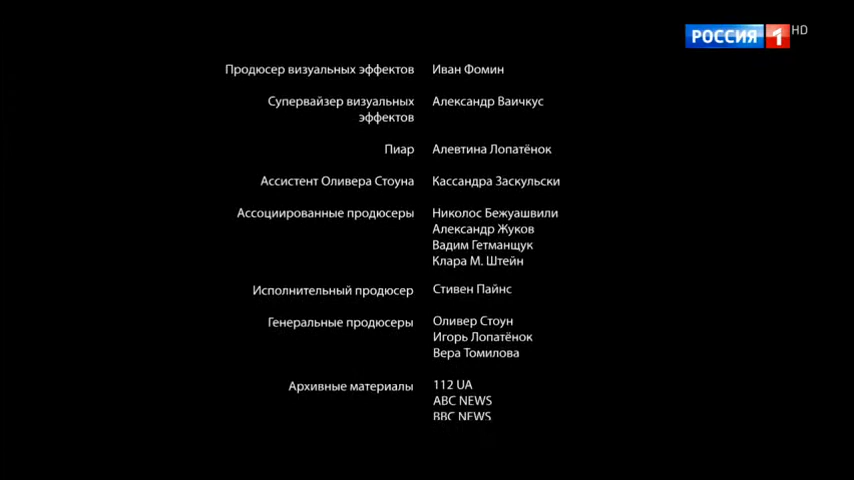 РОССИЯ 1 HD
Продюсер визуальных эффектов Иван Фомин
Супервайзер визуальных Александр Ваичкус
эффектов
Пиар Алевтина Лопатёнок
Ассистент Оливера Стоуна Кассандра Заскульски
Ассоциированные продюсеры Николос Бежуашвили
Александр Жуков
Вадим Гетманщук
Клара М. Штейн
Исполнительный продюсер Стивен Пайнс
Генеральные продюсеры Оливер Стоун
Игорь Лопатёнок
Вера Томилова
Архивные материалы 112 UA
ABC NEWS
BBC NEWS